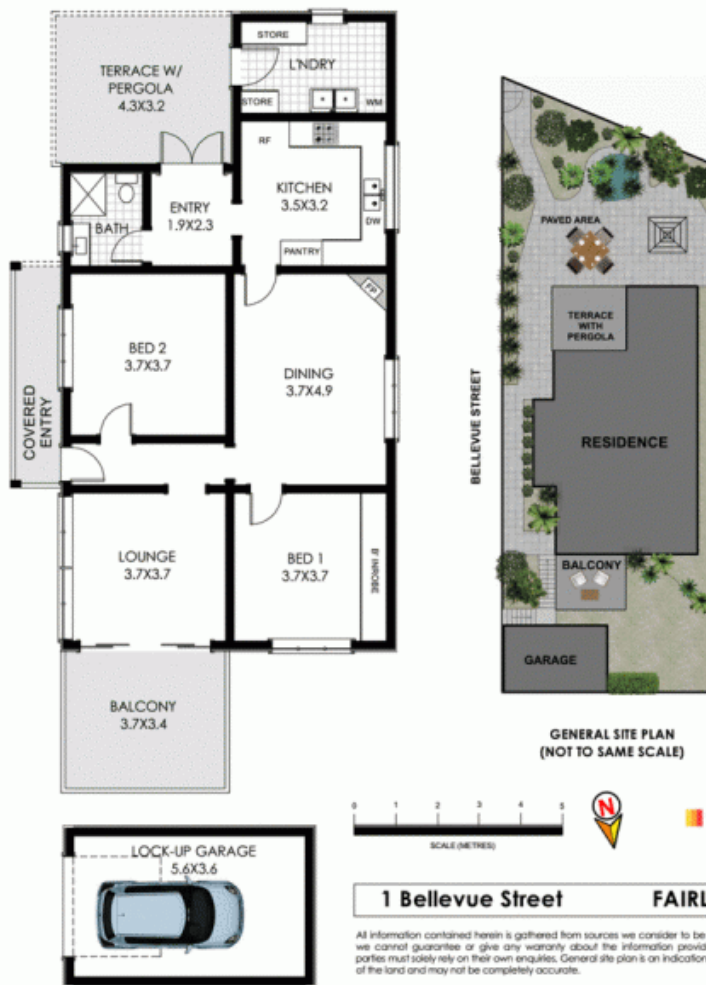 STORE
L'NDRY
STORE
WM
TERRACE W/
PERGOLA
4.3X3.2
RF
KITCHEN
3.5X3.2
DW
PANTRY
ENTRY
1.9X2.3
BATH
FP
BED 2
3.7X3.7
DINING
3.7X4.9
COVERED
ENTRY
LOUNGE
3.7X3.7
BED 1
3.7X3.7
B' INROBE
BALCONY
3.7X3.4
LOCK-UP GARAGE
5.6X3.6
PAVED AREA
TERRACE
WITH
PERGOLA
BELLEVUE STREET
RESIDENCE
BALCONY
GARAGE
GENERAL SITE PLAN
(NOT TO SAME SCALE)
0 1 2 3 4 5
SCALE (METRES)
N
1 Bellevue Street FAIRL
All information contained herein is gathered from sources we consider to be
we cannot guarantee or give any warranty about the information provid
parties must solely rely on their own enquiries. General site plan is an indication
of the land and may not be completely accurate.